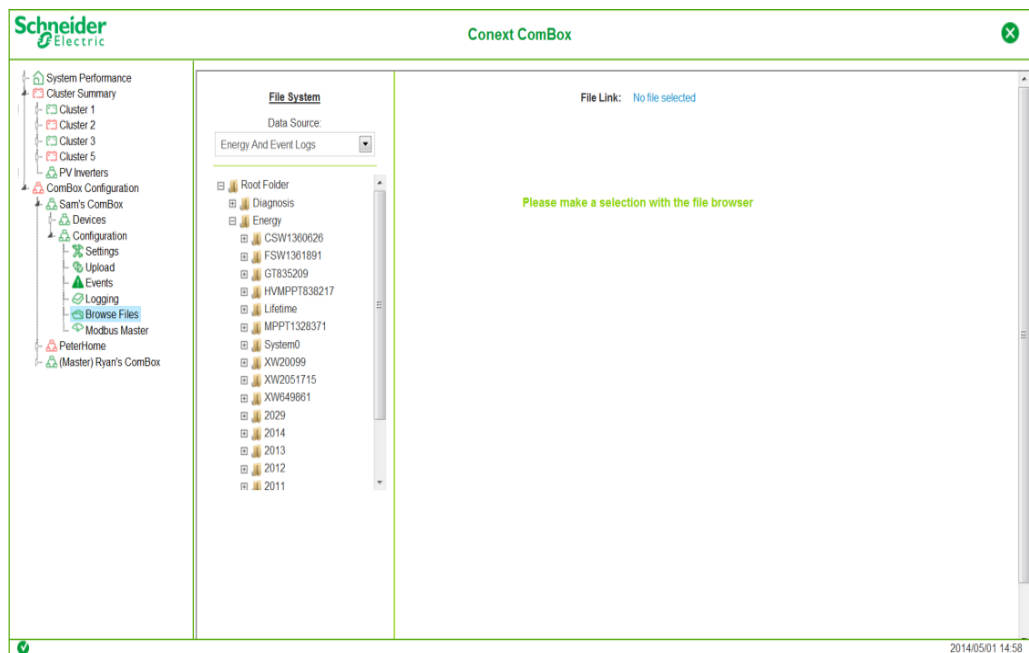 Schneider
Electric
Conext ComBox
System Performance
Cluster Summary
Cluster 1
Cluster 2
Cluster 3
Cluster 5
PV Inverters
ComBox Configuration
Sam's ComBox
Devices
Configuration
Settings
Upload
Events
Logging
Browse Files
Modbus Master
PeterHome
(Master) Ryan's ComBox
File System
Data Source:
Energy And Event Logs
Root Folder
Diagnosis
Energy
CSW1360626
FSW1361891
GT835209
HVMPPT838217
Lifetime
MPPT1328371
System0
XW20099
XW2051715
XW649861
2029
2014
2013
2012
2011
File Link: No file selected
Please make a selection with the file browser
2014/05/01 14:58